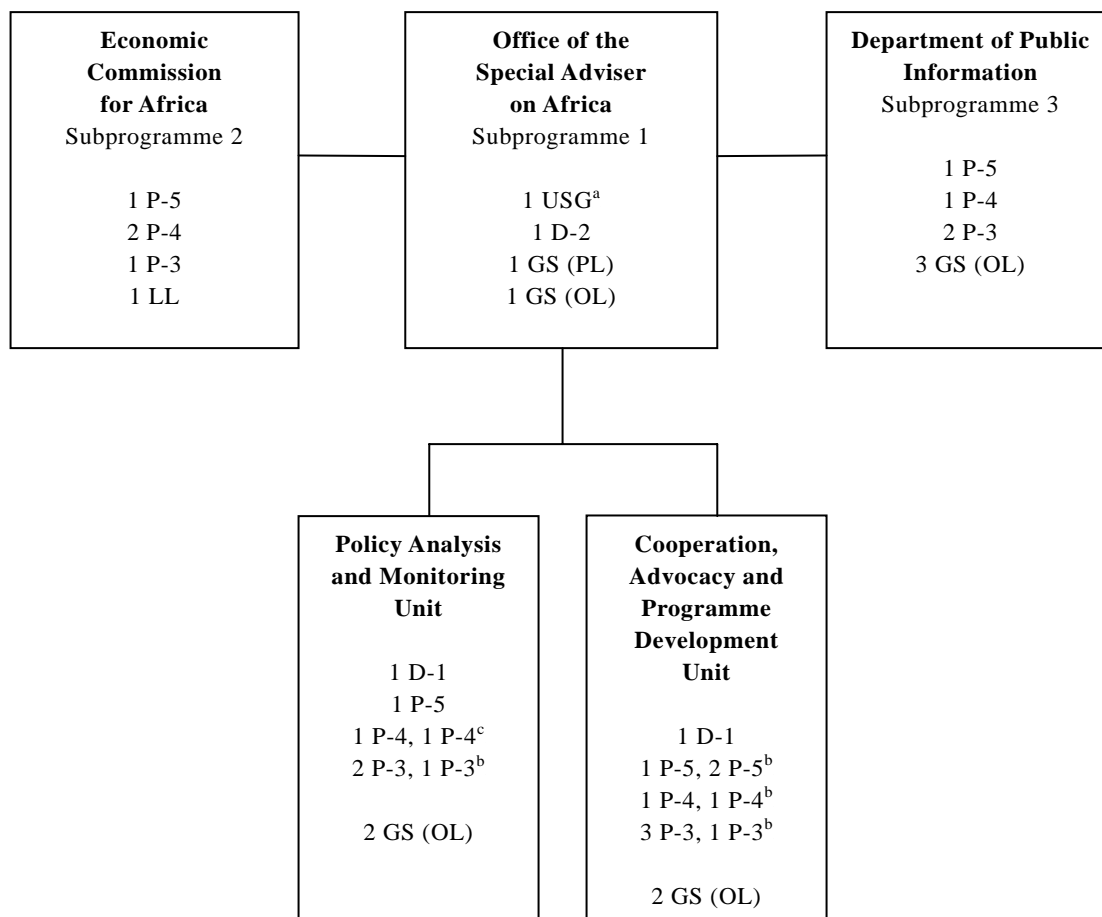 Economic
Commission
for Africa
Subprogramme 2
1 P-5
2 P-4
1 P-3
1 LL
Office of the
Special Adviser
on Africa
Subprogramme 1
1 USGᵃ
1 D-2
1 GS (PL)
1 GS (OL)
Department of Public
Information
Subprogramme 3
1 P-5
1 P-4
2 P-3
3 GS (OL)
Policy Analysis
and Monitoring
Unit
1 D-1
1 P-5
1 P-4, 1 P-4ᶜ
2 P-3, 1 P-3ᵇ
2 GS (OL)
Cooperation,
Advocacy and
Programme
Development
Unit
1 D-1
1 P-5, 2 P-5ᵇ
1 P-4, 1 P-4ᵇ
3 P-3, 1 P-3ᵇ
2 GS (OL)